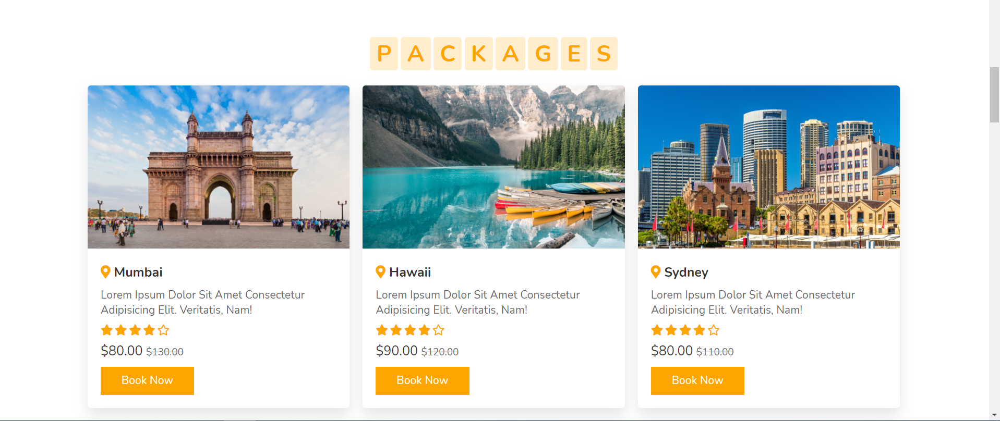 PACKAGES
Mumbai
Lorem Ipsum Dolor Sit Amet Consectetur
Adipisicing Elit. Veritatis, Nam!
$80.00 $130.00
Book Now
Hawaii
Lorem Ipsum Dolor Sit Amet Consectetur
Adipisicing Elit. Veritatis, Nam!
$90.00 $120.00
Book Now
Sydney
Lorem Ipsum Dolor Sit Amet Consectetur
Adipisicing Elit. Veritatis, Nam!
$80.00 $110.00
Book Now